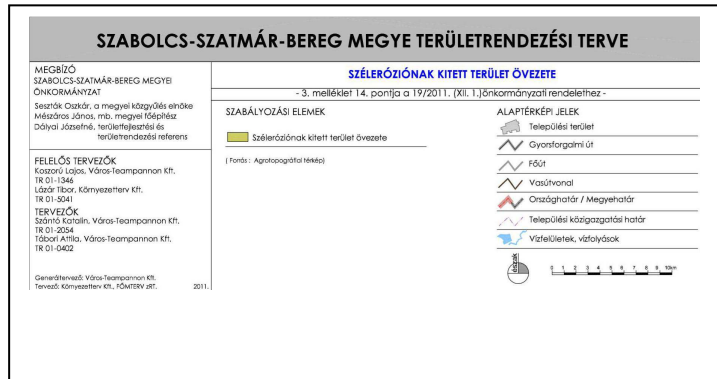 SZABOLCS-SZATMÁR-BEREG MEGYE TERÜLETRENDEZÉSI TERVE
MEGBÍZÓ
SZABOLCS-SZATMÁR-BEREG MEGYEI
ÖNKORMÁNYZAT
Seszták Oszkár, a megyei közgyűlés elnöke
Mészáros János, mb. megyei főépítész
Dályai Józsefné, területfejlesztési és
területrendezési referens
FELELŐS TERVEZŐK
Koszorú Lajos, Város-Teampannon Kft.
TR 01-1346
Lázár Tibor, Környezetterv Kft.
TR 01-5041
TERVEZŐK
Szántó Katalin, Város-Teampannon Kft.
TR 01-2054
Tábori Attila, Város-Teampannon Kft.
TR 01-0402
Generáltervező: Város-Teampannon Kft.
Tervező: Környezetterv Kft., FŐMTERV zRT. 2011.
SZÉLERÓZIÓNAK KITETT TERÜLET ÖVEZETE
- 3. melléklet 14. pontja a 19/2011. (XII. 1.)önkormányzati rendelethez -
SZABÁLYOZÁSI ELEMEK
Széleróziónak kitett terület övezete
( Forrás : Agrotopográfiai térkép)
ALAPTÉRKÉPI JELEK
Települési terület
Gyorsforgalmi út
Főút
Vasútvonal
Országhatár / Megyehatár
Települési közigazgatási határ
Vízfelületek, vízfolyások
észak
0 1 2 3 4 5 6 7 8 9 10km